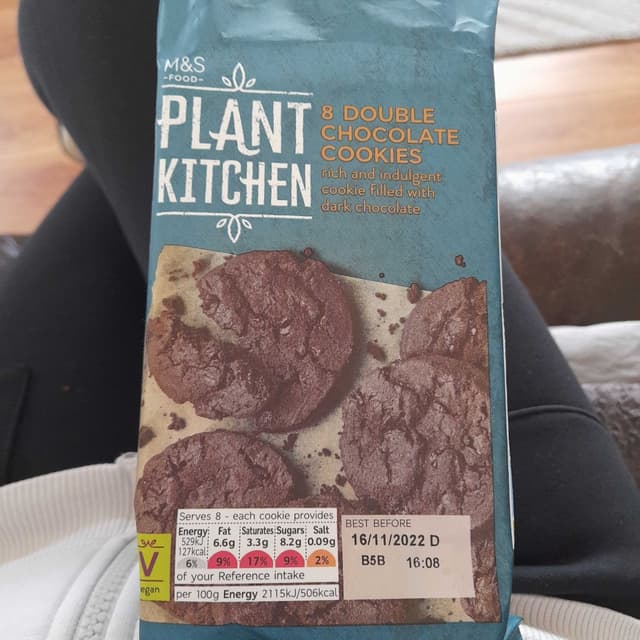 M&S
-FOOD-
PLANT
KITCHEN
8 DOUBLE
CHOCOLATE
COOKIES
rich and indulgent
cookie filled with
dark chocolate
Serves 8 - each cookie provides
Energy Fat Saturates Sugars Salt
529kJ 6.6g 3.3g 8.2g 0.09g
127kcal
6% 9% 17% 9% 2%
of your Reference intake
per 100g Energy 2115kJ/506kcal
BEST BEFORE
16/11/2022 D
B5B 16:08
V
egan